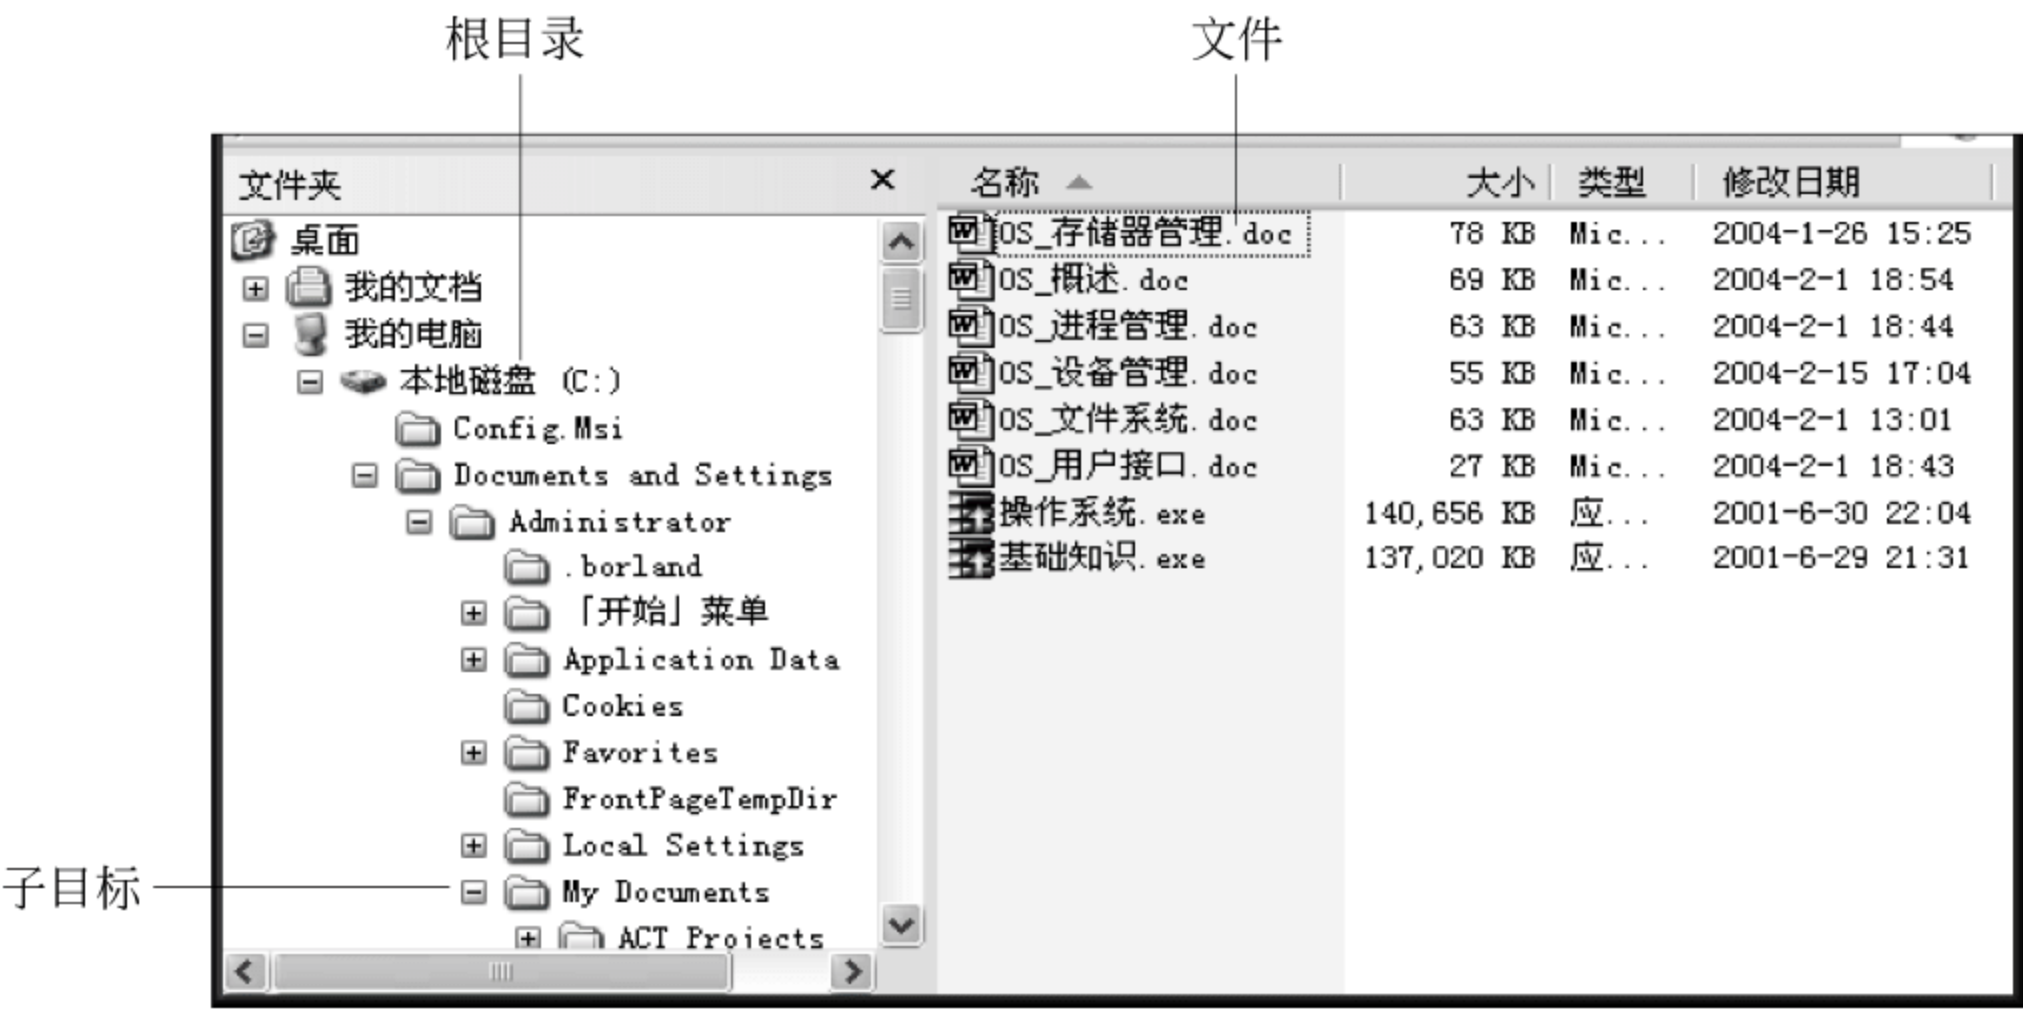 根目录
文件
文件夹
名称 大小 类型 修改日期
桌面
我的文档
我的电脑
本地磁盘 (C:)
Config.Msi
Documents and Settings
Administrator
.borland
「开始」菜单
Application Data
Cookies
Favorites
FrontPageTempDir
Local Settings
子目标
My Documents
ACT Projects
OS_存储器管理.doc 78 KB Mic... 2004-1-26 15:25
OS_概述.doc 69 KB Mic... 2004-2-1 18:54
OS_进程管理.doc 63 KB Mic... 2004-2-1 18:44
OS_设备管理.doc 55 KB Mic... 2004-2-15 17:04
OS_文件系统.doc 63 KB Mic... 2004-2-1 13:01
OS_用户接口.doc 27 KB Mic... 2004-2-1 18:43
操作系统.exe 140,656 KB 应... 2001-6-30 22:04
基础知识.exe 137,020 KB 应... 2001-6-29 21:31